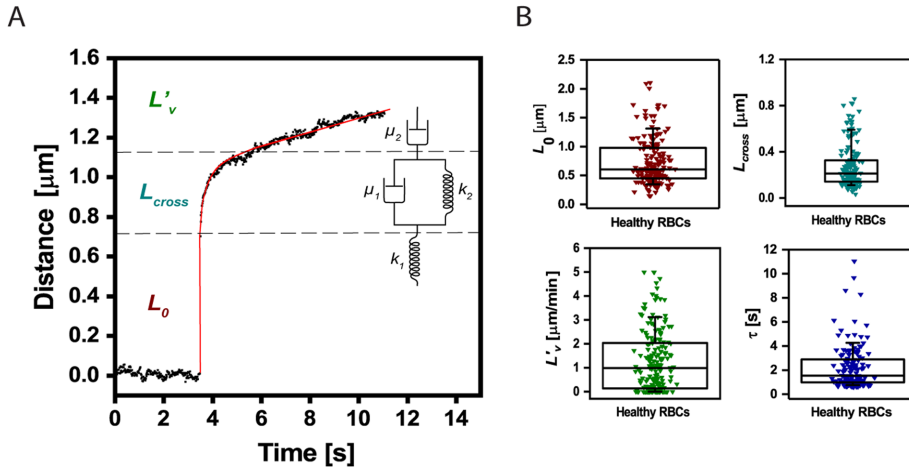 A
B
Distance [μm]
1.6
1.4
1.2
1.0
0.8
0.6
0.4
0.2
0.0
L'v
Lcross
L0
μ2
μ1
k2
k1
0 2 4 6 8 10 12 14
Time [s]
L0 [μm]
2.5
2.0
1.5
1.0
0.5
0.0
Healthy RBCs
Lcross [μm]
1.2
0.8
0.4
0.0
Healthy RBCs
L'v [μm/min]
6
5
4
3
2
1
0
Healthy RBCs
τ [s]
12
10
8
6
4
2
0
Healthy RBCs